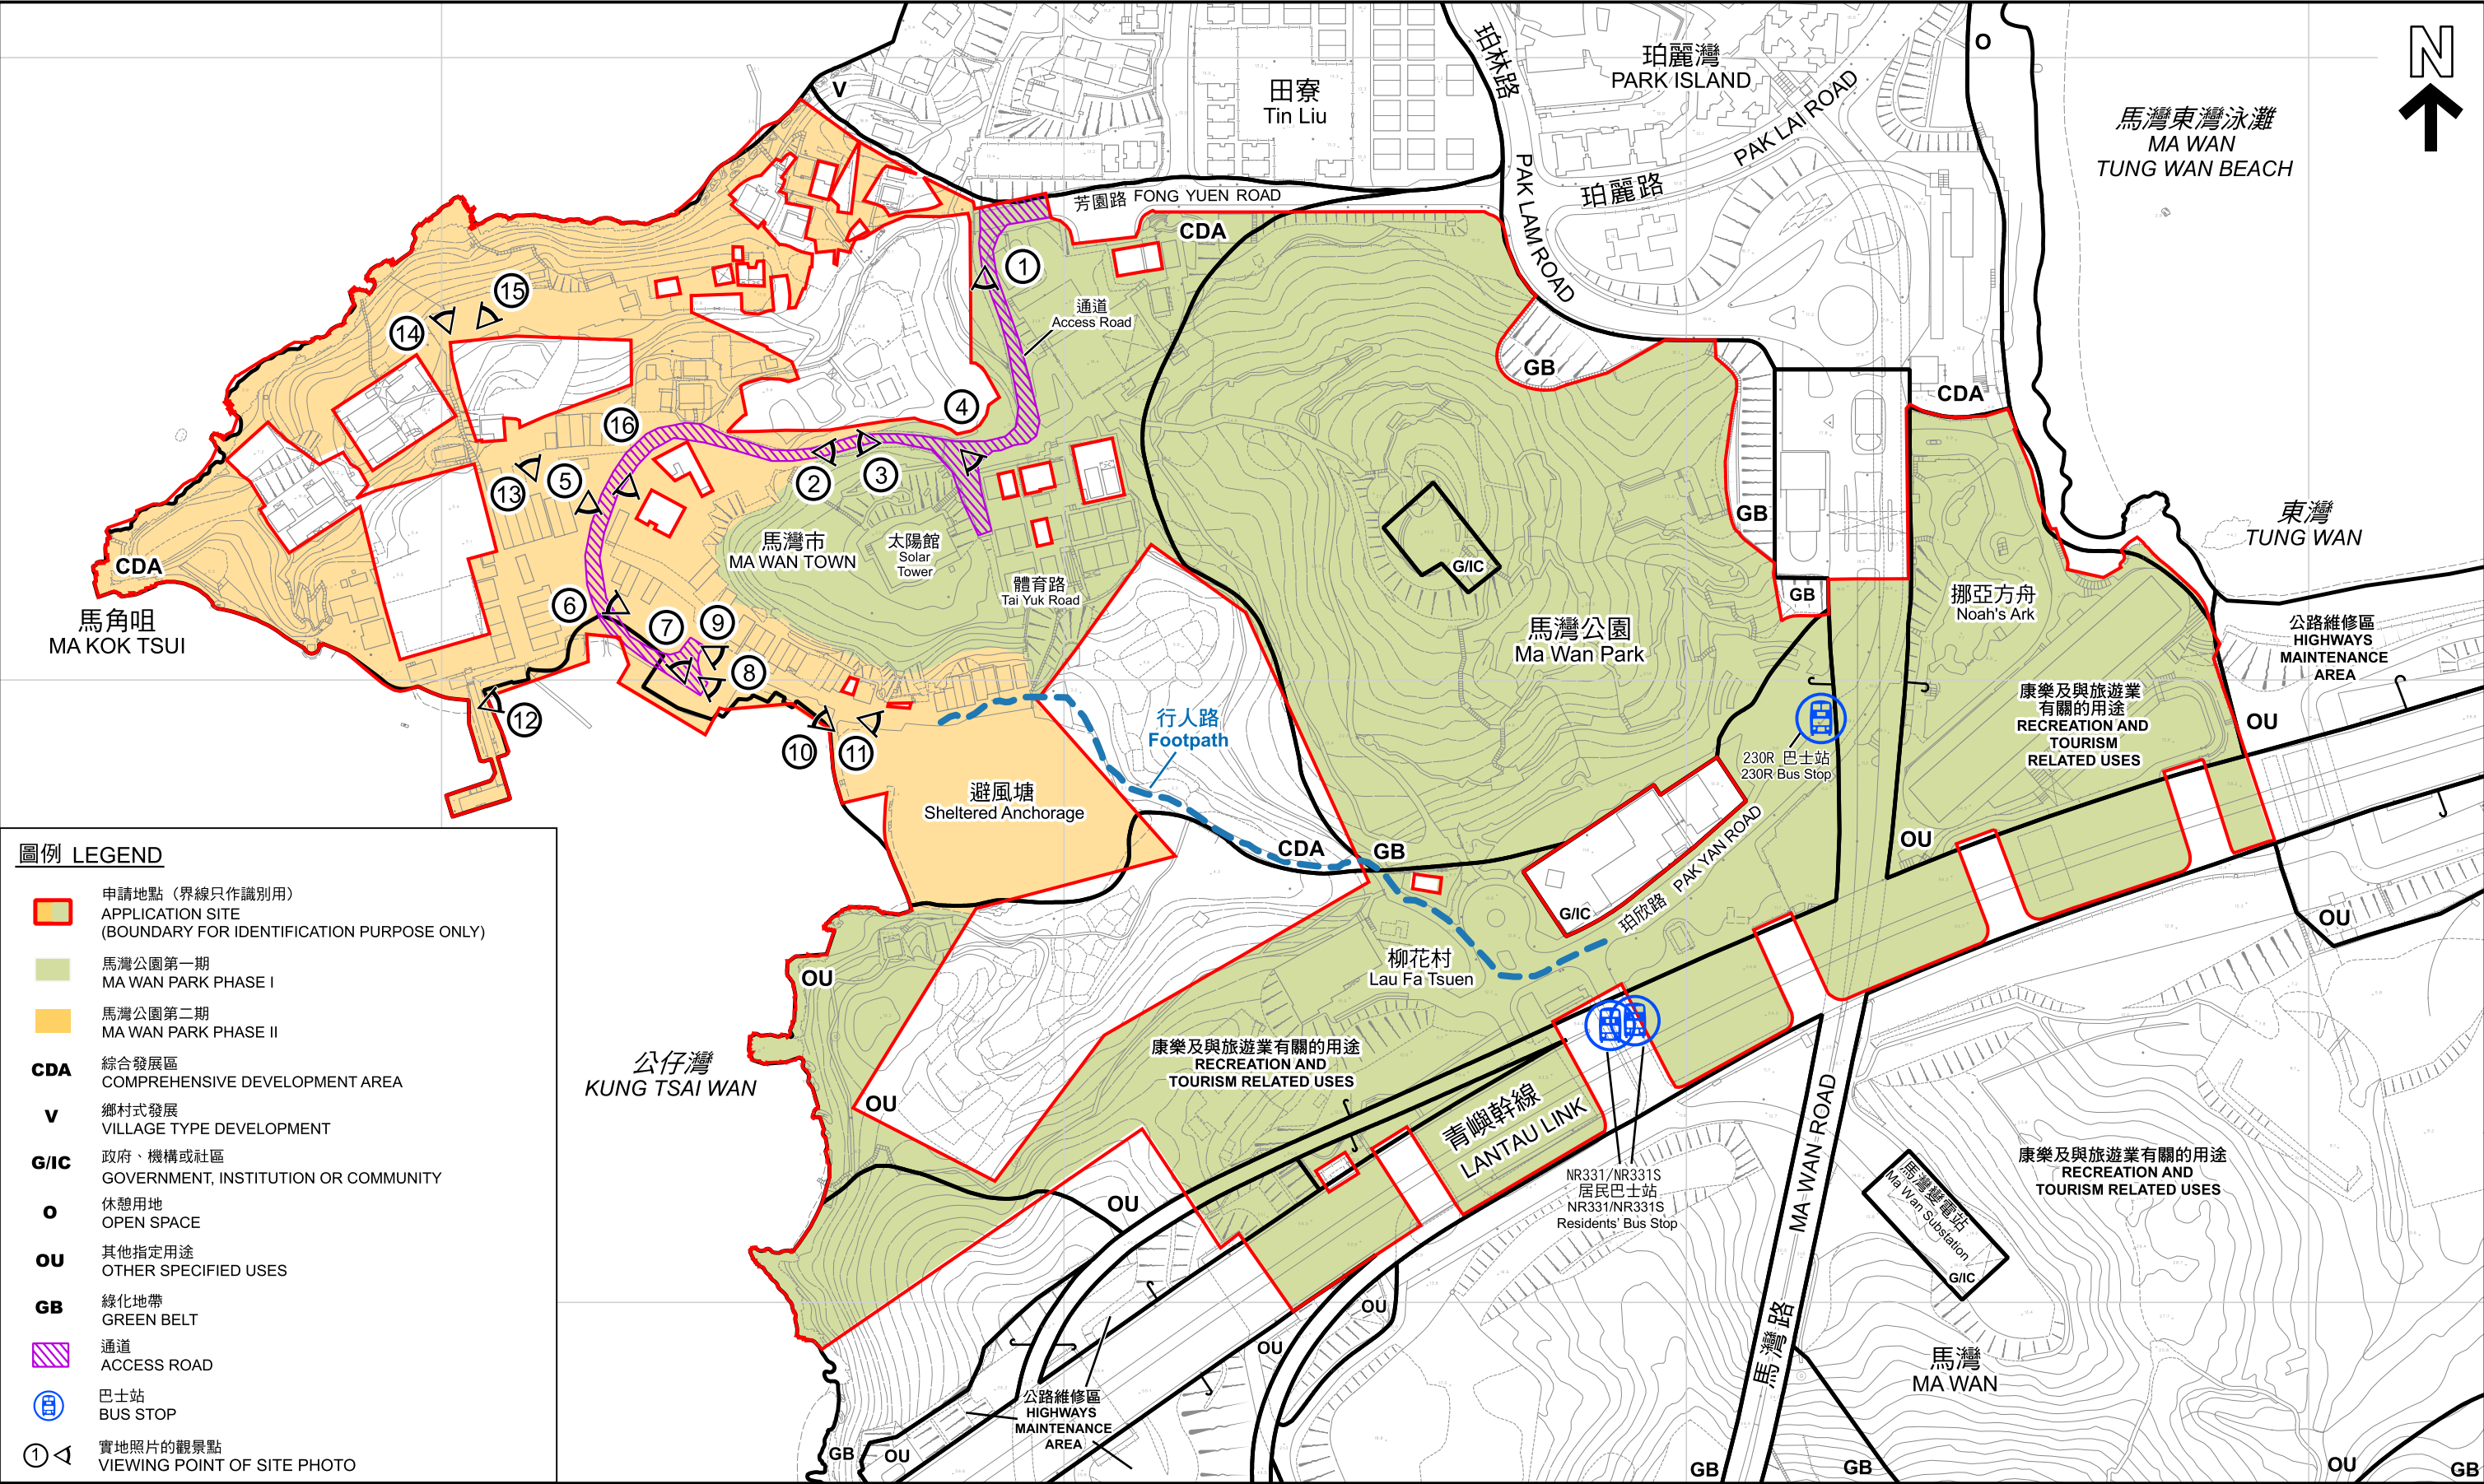 V
田寮
Tin Liu
珀林路
珀麗灣
PARK ISLAND
PAK LAI ROAD
珀麗路
PAK LAM ROAD
O
N
馬灣東灣泳灘
MA WAN
TUNG WAN BEACH
芳園路 FONG YUEN ROAD
CDA
1
通道
Access Road
15
14
4
16
GB
CDA
13
5
2
3
馬灣市
MA WAN TOWN
太陽館
Solar
Tower
GB
G/IC
東灣
TUNG WAN
CDA
馬角咀
MA KOK TSUI
體育路
Tai Yuk Road
GB
挪亞方舟
Noah's Ark
6
7
9
8
馬灣公園
Ma Wan Park
公路維修區
HIGHWAYS
MAINTENANCE
AREA
12
10
11
行人路
Footpath
康樂及與旅遊業
有關的用途
RECREATION AND
TOURISM
RELATED USES
OU
230R 巴士站
230R Bus Stop
避風塘
Sheltered Anchorage
CDA
GB
OU
珀欣路 PAK YAN ROAD
G/IC
OU
柳花村
Lau Fa Tsuen
OU
公仔灣
KUNG TSAI WAN
康樂及與旅遊業有關的用途
RECREATION AND
TOURISM RELATED USES
OU
青嶼幹線
LANTAU LINK
NR331/NR331S
居民巴士站
NR331/NR331S
Residents' Bus Stop
MA WAN ROAD
馬灣路
馬灣變電站
Ma Wan Substation
G/IC
康樂及與旅遊業有關的用途
RECREATION AND
TOURISM RELATED USES
OU
OU
OU
馬灣
MA WAN
公路維修區
HIGHWAYS
MAINTENANCE
AREA
GB
OU
GB
GB
OU
GB
圖例 LEGEND
申請地點（界線只作識別用）
APPLICATION SITE
(BOUNDARY FOR IDENTIFICATION PURPOSE ONLY)
馬灣公園第一期
MA WAN PARK PHASE I
馬灣公園第二期
MA WAN PARK PHASE II
CDA 綜合發展區
COMPREHENSIVE DEVELOPMENT AREA
V 鄉村式發展
VILLAGE TYPE DEVELOPMENT
G/IC 政府、機構或社區
GOVERNMENT, INSTITUTION OR COMMUNITY
O 休憩用地
OPEN SPACE
OU 其他指定用途
OTHER SPECIFIED USES
GB 綠化地帶
GREEN BELT
通道
ACCESS ROAD
巴士站
BUS STOP
1 實地照片的觀景點
VIEWING POINT OF SITE PHOTO